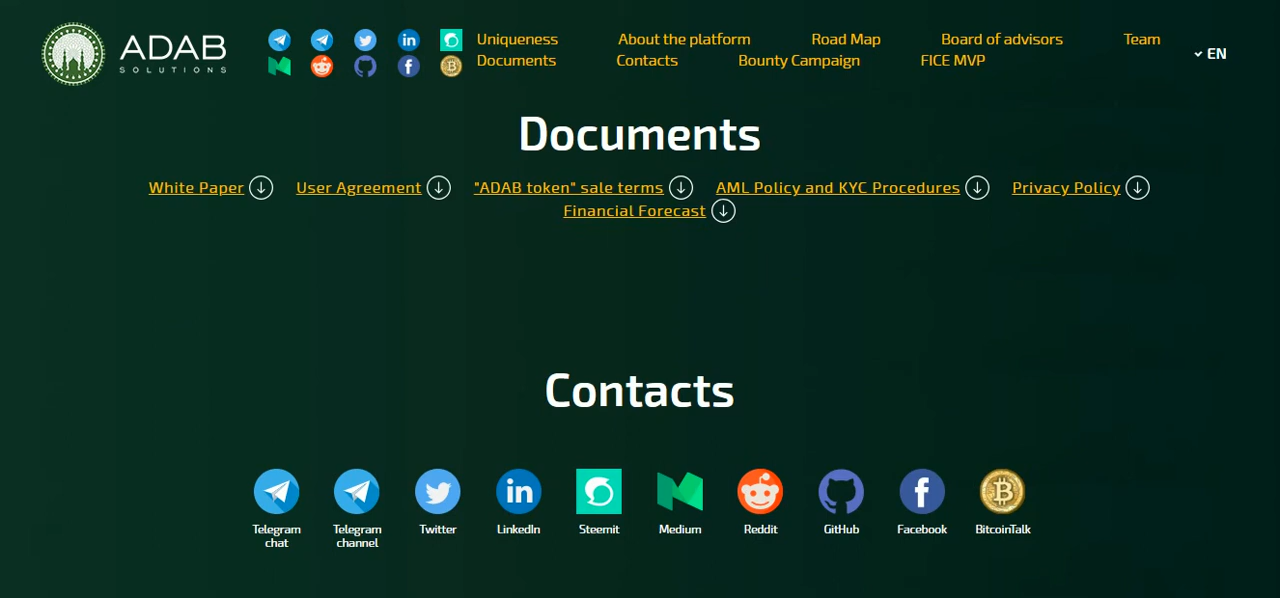 ADAB
SOLUTIONS
Uniqueness About the platform Road Map Board of advisors Team
Documents Contacts Bounty Campaign FICE MVP
EN
Documents
White Paper User Agreement "ADAB token" sale terms AML Policy and KYC Procedures Privacy Policy
Financial Forecast
Contacts
Telegram chat
Telegram channel
Twitter
LinkedIn
Steemit
Medium
Reddit
GitHub
Facebook
BitcoinTalk